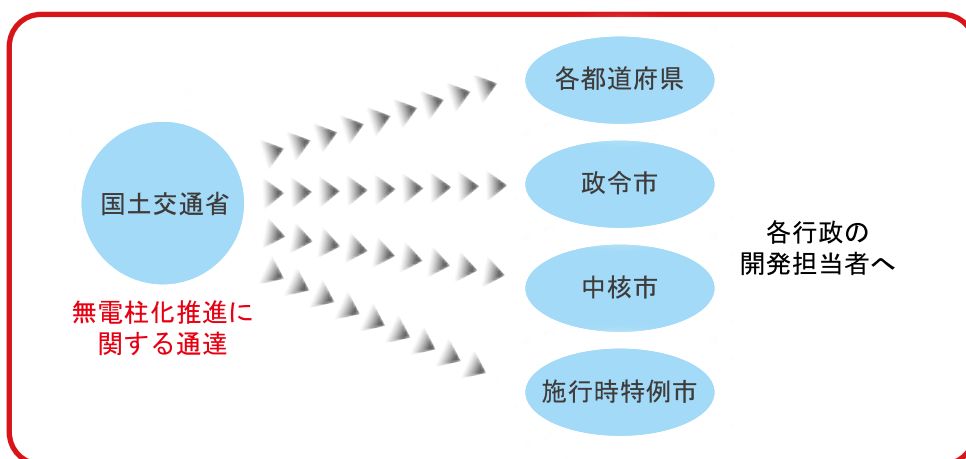 国土交通省
無電柱化推進に
関する通達
各都道府県
政令市
中核市
施行時特例市
各行政の
開発担当者へ